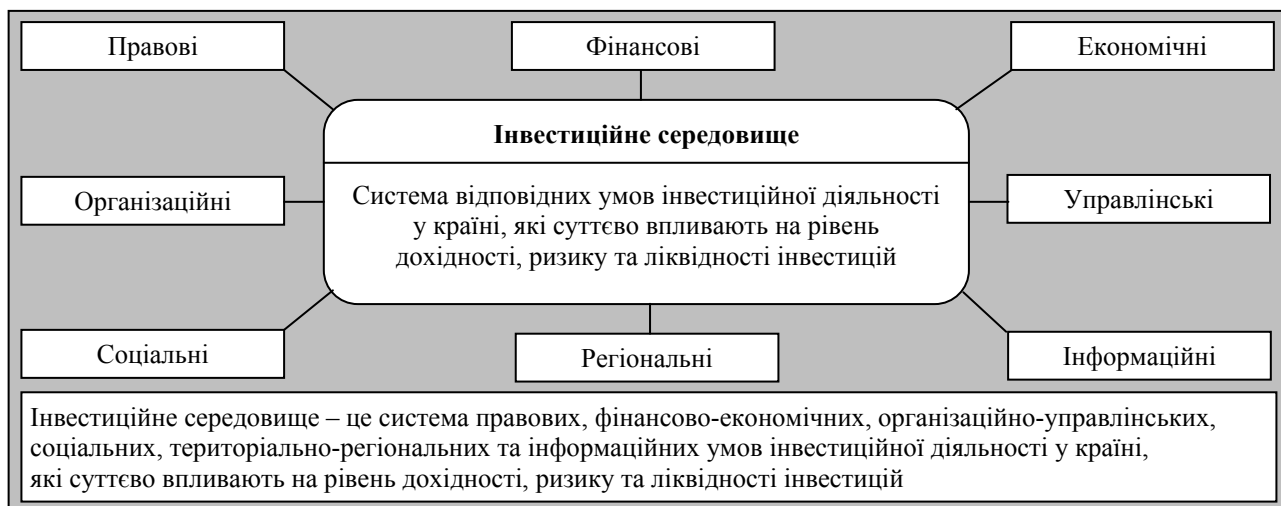 Правові
Фінансові
Економічні
Інвестиційне середовище
Організаційні
Система відповідних умов інвестиційної діяльності
у країні, які суттєво впливають на рівень
дохідності, ризику та ліквідності інвестицій
Управлінські
Соціальні
Регіональні
Інформаційні
Інвестиційне середовище – це система правових, фінансово-економічних, організаційно-управлінських,
соціальних, територіально-регіональних та інформаційних умов інвестиційної діяльності у країні,
які суттєво впливають на рівень дохідності, ризику та ліквідності інвестицій